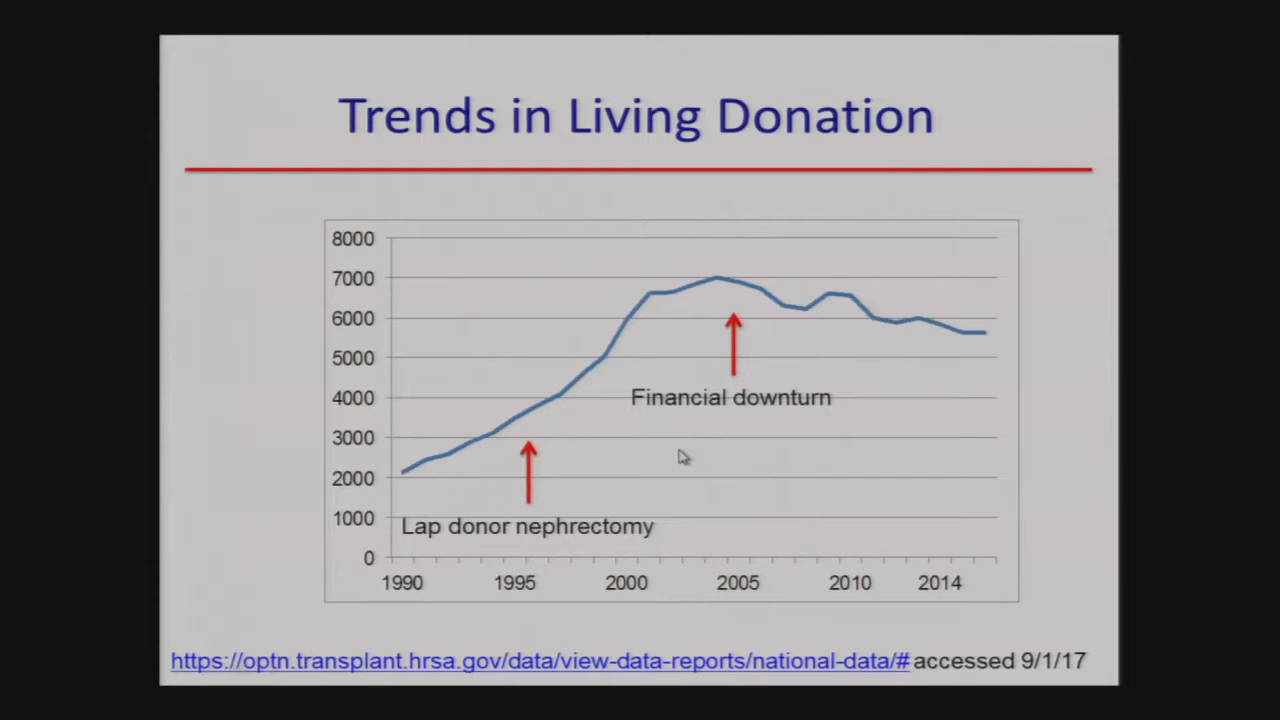 Trends in Living Donation
8000
7000
6000
5000
4000
3000
2000
1000
0
Financial downturn
Lap donor nephrectomy
1990 1995 2000 2005 2010 2014
https://optn.transplant.hrsa.gov/data/view-data-reports/national-data/# accessed 9/1/17